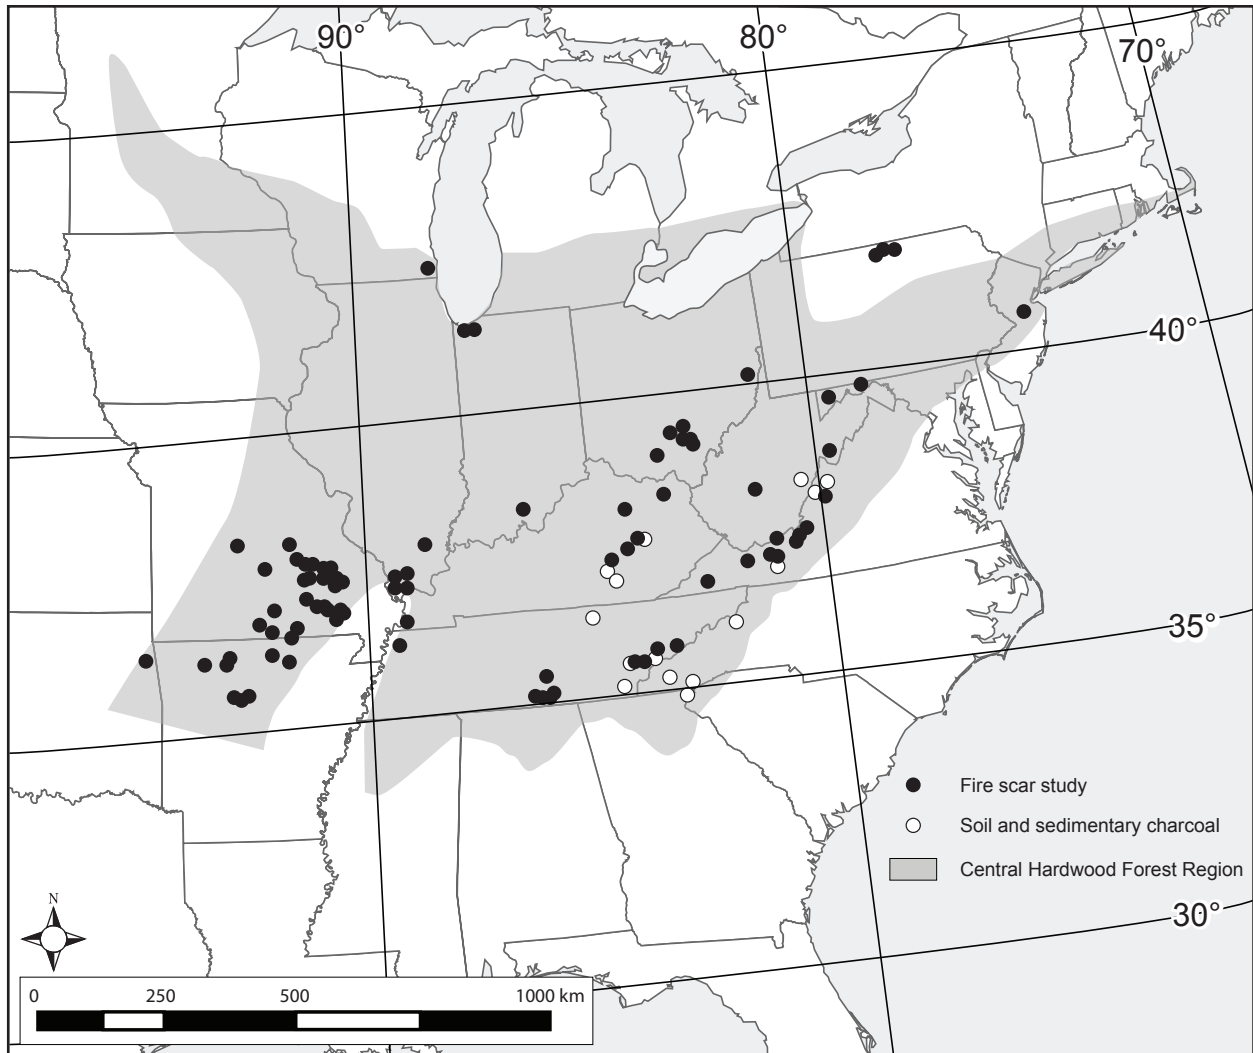 90°
80°
70°
40°
35°
30°
Fire scar study
Soil and sedimentary charcoal
Central Hardwood Forest Region
N
0 250 500 1000 km